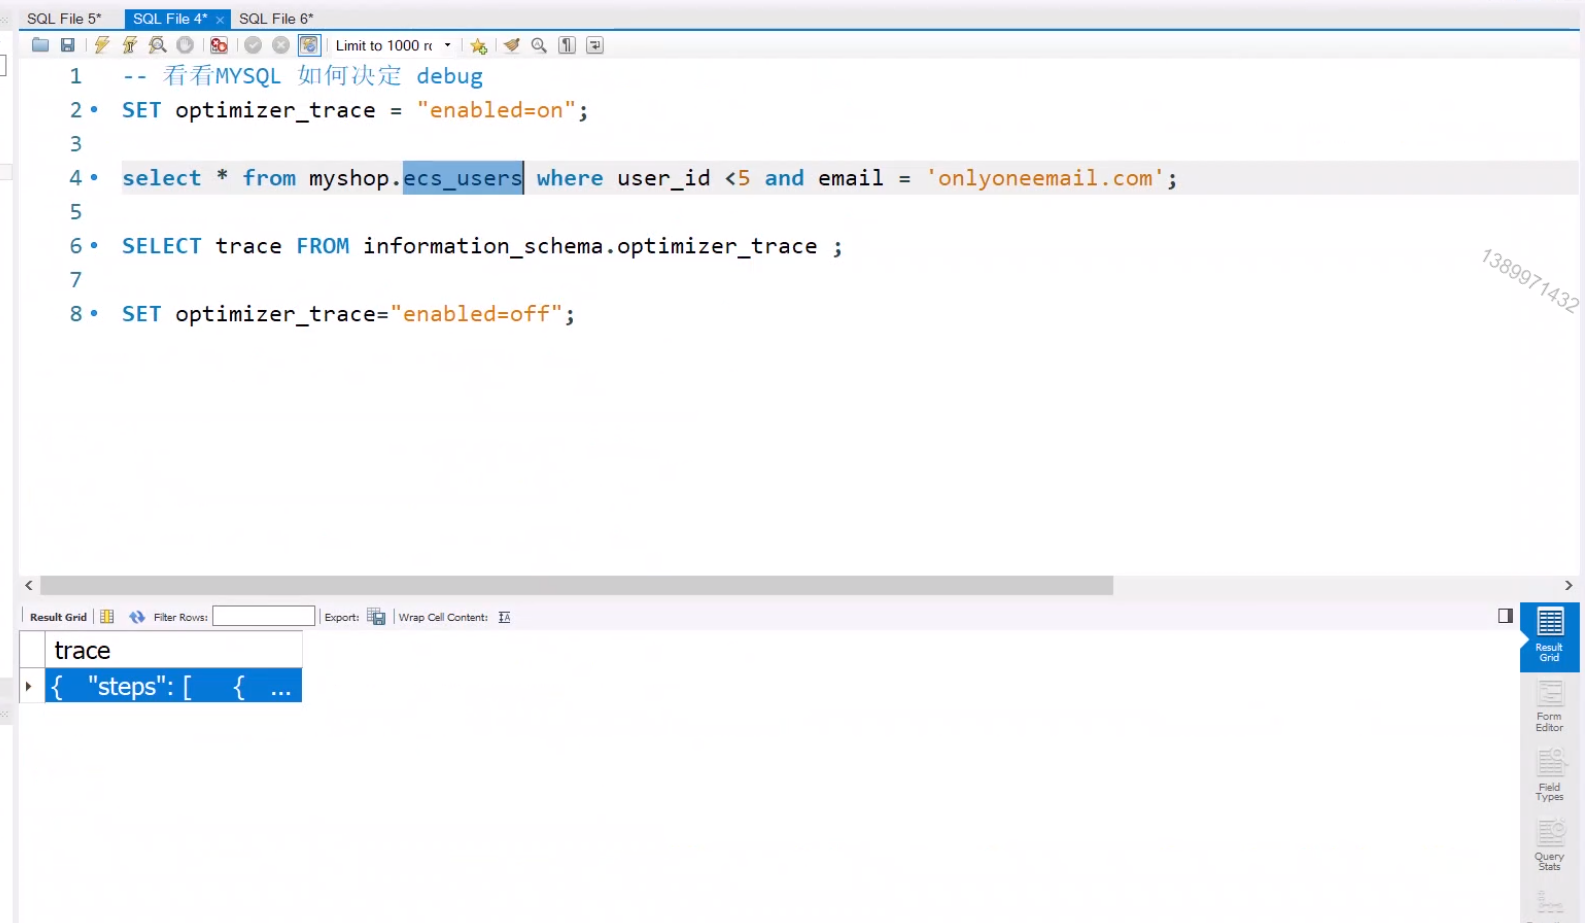 SQL File 5*
SQL File 4*
SQL File 6*
Limit to 1000 rc
1 -- 看看MYSQL 如何决定 debug
2 SET optimizer_trace = "enabled=on";
3
4 select * from myshop.ecs_users where user_id <5 and email = 'onlyoneemail.com';
5
6 SELECT trace FROM information_schema.optimizer_trace ;
7
8 SET optimizer_trace="enabled=off";
13899971432
Result Grid
Filter Rows:
Export:
Wrap Cell Content:
trace
{ "steps": [ { ...
Result
Grid
Form
Editor
Field
Types
Query
Stats